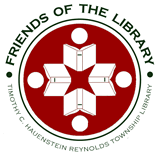 • FRIENDS OF THE LIBRARY •
TIMOTHY C. HAUENSTEIN REYNOLDS TOWNSHIP LIBRARY